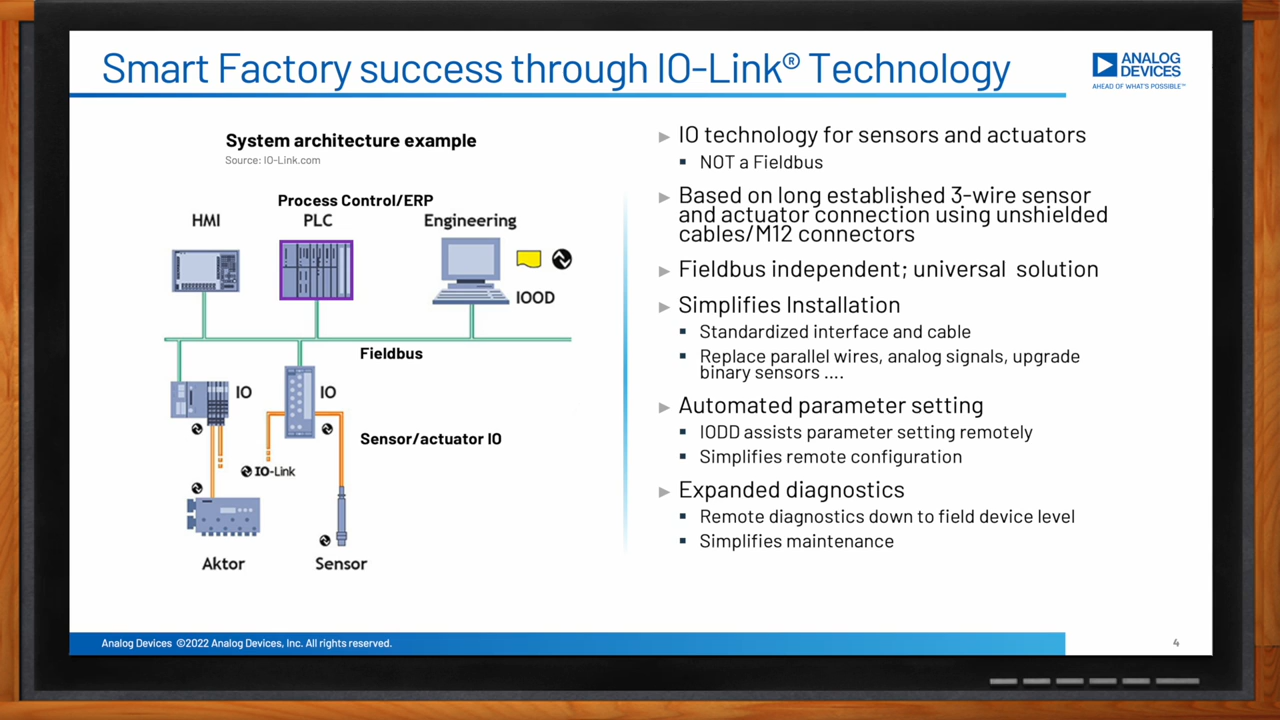 Smart Factory success through IO-Link® Technology
ANALOG
DEVICES
AHEAD OF WHAT'S POSSIBLE™
System architecture example
Source: IO-Link.com
Process Control/ERP
HMI
PLC
Engineering
IOOD
Fieldbus
IO
IO
Sensor/actuator IO
IO-Link
Aktor
Sensor
► IO technology for sensors and actuators
▪ NOT a Fieldbus
► Based on long established 3-wire sensor
and actuator connection using unshielded
cables/M12 connectors
► Fieldbus independent; universal solution
► Simplifies Installation
▪ Standardized interface and cable
▪ Replace parallel wires, analog signals, upgrade
binary sensors ....
► Automated parameter setting
▪ IODD assists parameter setting remotely
▪ Simplifies remote configuration
► Expanded diagnostics
▪ Remote diagnostics down to field device level
▪ Simplifies maintenance
Analog Devices ©2022 Analog Devices, Inc. All rights reserved.
4